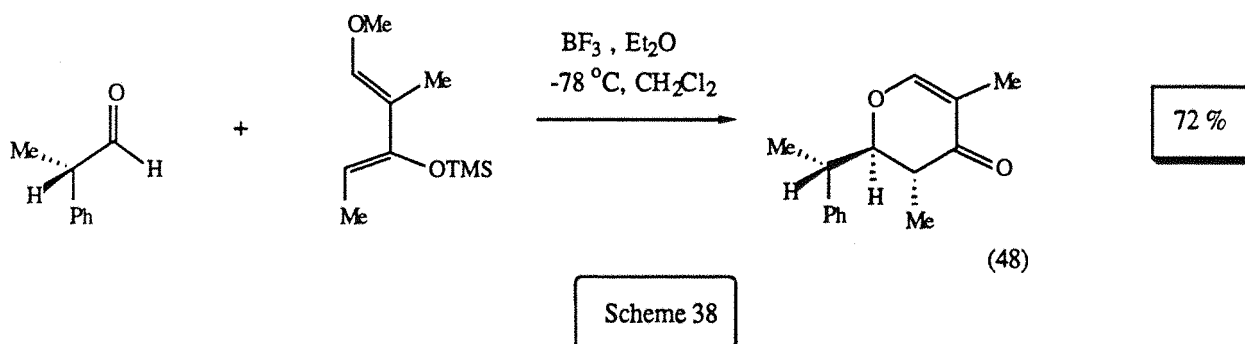 OMe
BF3 , Et2O
-78 °C, CH2Cl2
Me
O
Me
H
H
Ph
+
OTMS
Me
O
Me
Me
O
H
H
Ph
Me
(48)
72 %
Scheme 38